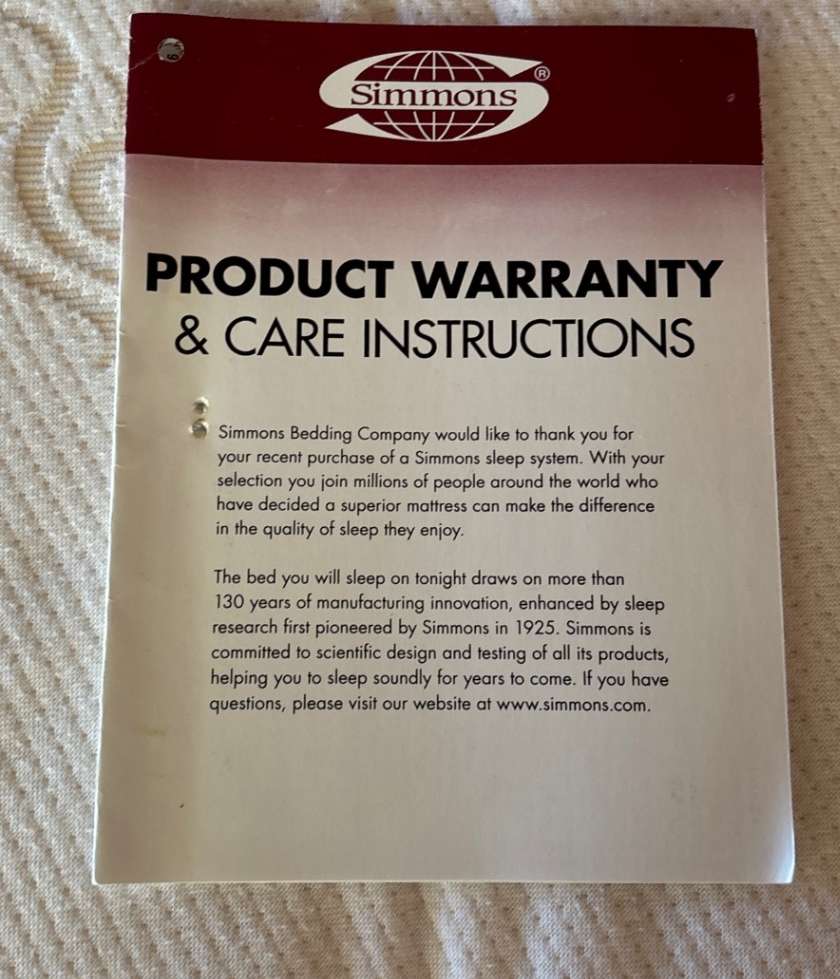 Simmons®
PRODUCT WARRANTY
& CARE INSTRUCTIONS
Simmons Bedding Company would like to thank you for
your recent purchase of a Simmons sleep system. With your
selection you join millions of people around the world who
have decided a superior mattress can make the difference
in the quality of sleep they enjoy.
The bed you will sleep on tonight draws on more than
130 years of manufacturing innovation, enhanced by sleep
research first pioneered by Simmons in 1925. Simmons is
committed to scientific design and testing of all its products,
helping you to sleep soundly for years to come. If you have
questions, please visit our website at www.simmons.com.